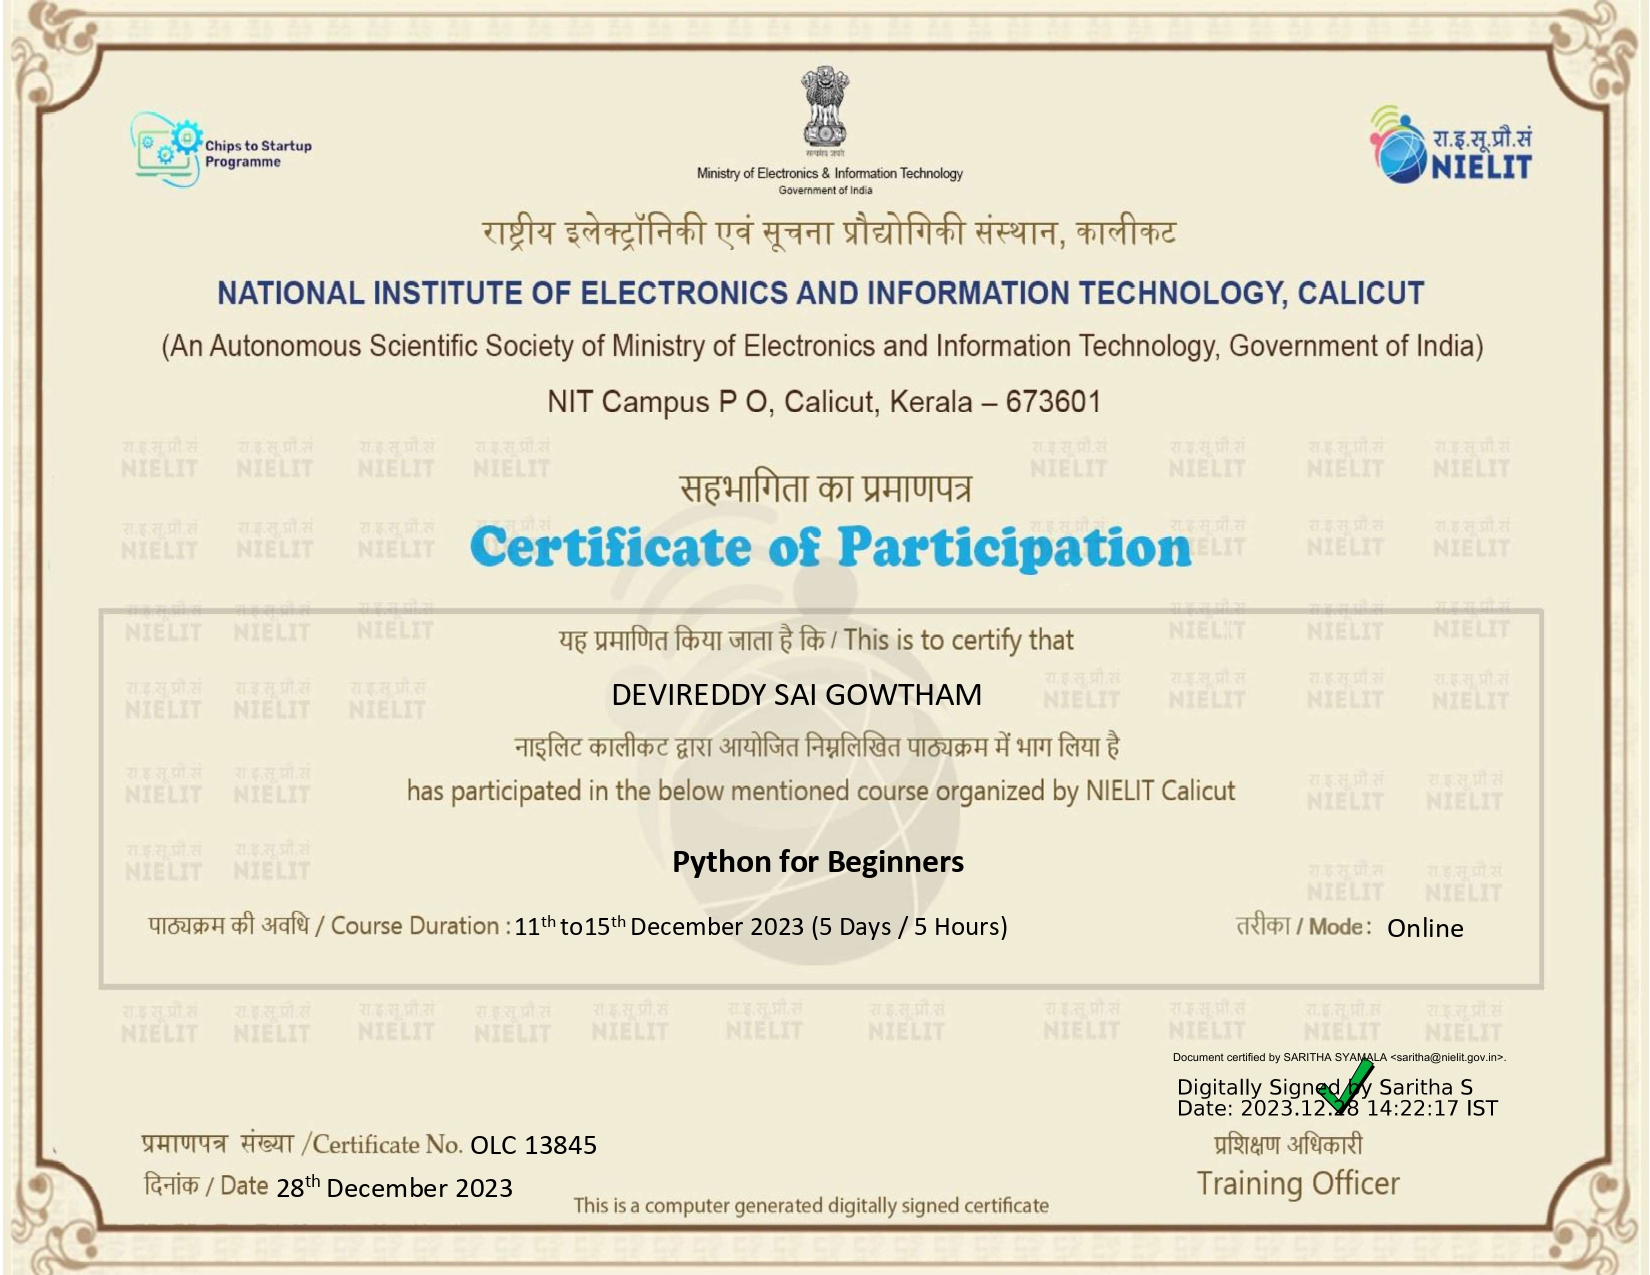 Chips to Startup
Programme
सत्यमेव जयते
Ministry of Electronics & Information Technology
Government of India
रा.इ.सू.प्रौ.सं
NIELIT
राष्ट्रीय इलेक्ट्रॉनिकी एवं सूचना प्रौद्योगिकी संस्थान, कालीकट
NATIONAL INSTITUTE OF ELECTRONICS AND INFORMATION TECHNOLOGY, CALICUT
(An Autonomous Scientific Society of Ministry of Electronics and Information Technology, Government of India)
NIT Campus P O, Calicut, Kerala – 673601
सहभागिता का प्रमाणपत्र
Certificate of Participation
यह प्रमाणित किया जाता है कि / This is to certify that
DEVIREDDY SAI GOWTHAM
नाइलिट कालीकट द्वारा आयोजित निम्नलिखित पाठ्यक्रम में भाग लिया है
has participated in the below mentioned course organized by NIELIT Calicut
Python for Beginners
पाठ्यक्रम की अवधि / Course Duration : 11th to15th December 2023 (5 Days / 5 Hours) तरीका / Mode: Online
Document certified by SARITHA SYAMALA <saritha@nielit.gov.in>.
Digitally Signed by Saritha S
Date: 2023.12.28 14:22:17 IST
प्रमाणपत्र संख्या /Certificate No. OLC 13845
प्रशिक्षण अधिकारी
दिनांक / Date 28th December 2023
Training Officer
This is a computer generated digitally signed certificate